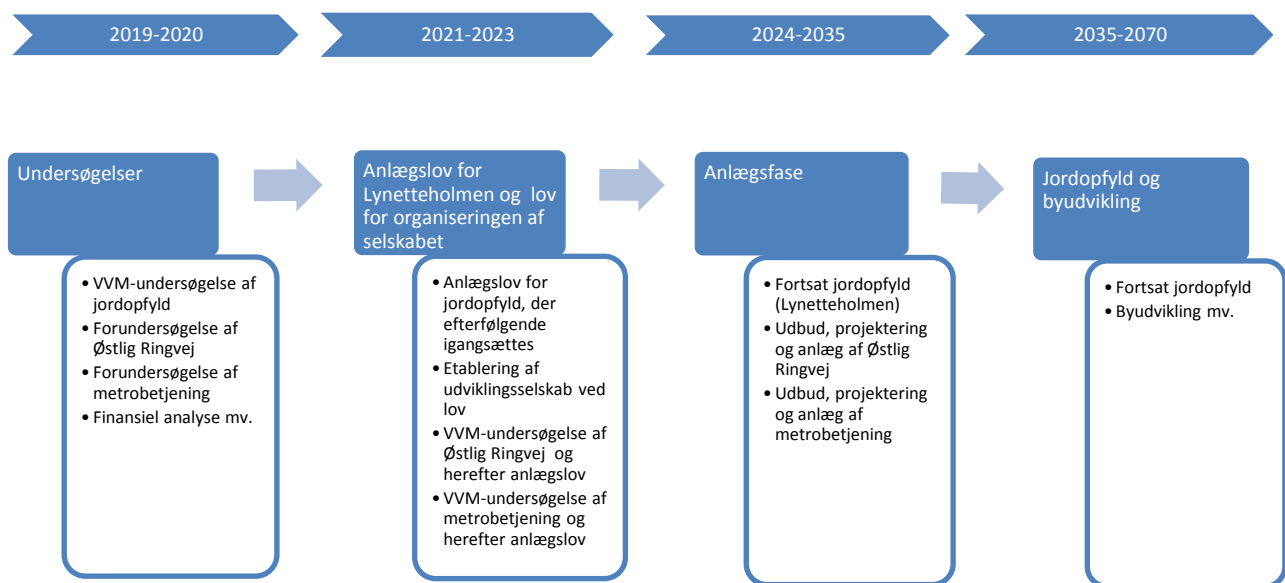 2019-2020
2021-2023
2024-2035
2035-2070
Undersøgelser
• VVM-undersøgelse af
jordopfyld
• Forundersøgelse af
Østlig Ringvej
• Forundersøgelse af
metrobetjening
• Finansiel analyse mv.
Anlægslov for
Lynetteholmen og lov
for organiseringen af
selskabet
• Anlægslov for
jordopfyld, der
efterfølgende
igangsættes
• Etablering af
udviklingsselskab ved
lov
• VVM-undersøgelse af
Østlig Ringvej og
herefter anlægslov
• VVM-undersøgelse af
metrobetjening og
herefter anlægslov
Anlægsfase
• Fortsat jordopfyld
(Lynetteholmen)
• Udbud, projektering
og anlæg af Østlig
Ringvej
• Udbud, projektering
og anlæg af
metrobetjening
Jordopfyld og
byudvikling
• Fortsat jordopfyld
• Byudvikling mv.